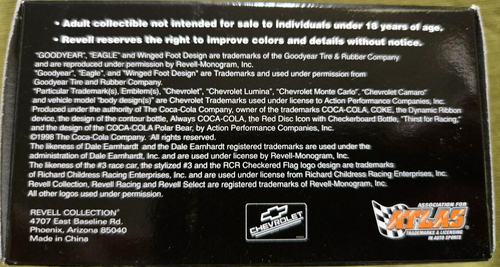 • Adult collectible not intended for sale to individuals under 18 years of age.
• Revell reserves the right to improve colors and details without notice.
"GOODYEAR", "EAGLE" and Winged Foot Design are trademarks of the Goodyear Tire & Rubber Company
and are reproduced under permission by Revell-Monogram, Inc.
"Goodyear", "Eagle", and "Winged Foot Design" are Trademarks and used under permission from
Goodyear Tire and Rubber Company.
"Particular Trademark(s), Emblem(s), "Chevrolet", "Chevrolet Lumina", "Chevrolet Monte Carlo", "Chevrolet Camaro"
and vehicle model "body design(s)" are Chevrolet Trademarks used under license to Action Performance Companies, Inc.
Produced under the authority of The Coca-Cola Company, owner of the trademarks COCA-COLA, COKE, the Dynamic Ribbon
device, the design of the contour bottle, Always COCA-COLA, the Red Disc Icon with Checkerboard Bottle, "Thirst for Racing,"
and the design of the COCA-COLA Polar Bear, by Action Performance Companies, Inc.
©1998 The Coca-Cola Company. All rights reserved.
The likeness of Dale Earnhardt and the Dale Earnhardt registered trademarks are used under the
administration of Dale Earnhardt, Inc. and are used under license by Revell-Monogram, Inc.
The likeness of the #3 race car, the stylized #3 and the RCR Checkered Flag logo design are trademarks
of Richard Childress Racing Enterprises, Inc. and are used under license from Richard Childress Racing Enterprises, Inc.
Revell Collection, Revell Racing and Revell Select are registered trademarks of Revell-Monogram, Inc.
All other logos used under permission.
REVELL COLLECTION
4707 East Baseline Rd.
Phoenix, Arizona 85040
Made in China
CHEVROLET
ASSOCIATION FOR
ATLAS
TRADEMARKS & LICENSING
IN AUTO SPORTS